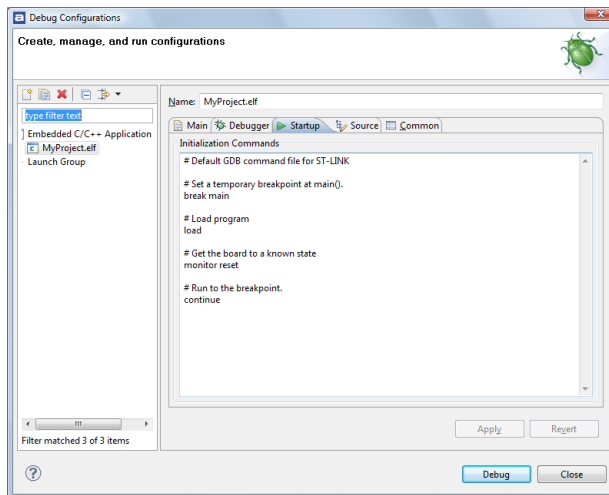 Debug Configurations
Create, manage, and run configurations
type filter text
Embedded C/C++ Application
MyProject.elf
Launch Group
Filter matched 3 of 3 items
Name: MyProject.elf
Main Debugger Startup Source Common
Initialization Commands
# Default GDB command file for ST-LINK
# Set a temporary breakpoint at main().
break main
# Load program
load
# Get the board to a known state
monitor reset
# Run to the breakpoint.
continue
Apply Revert
Debug Close